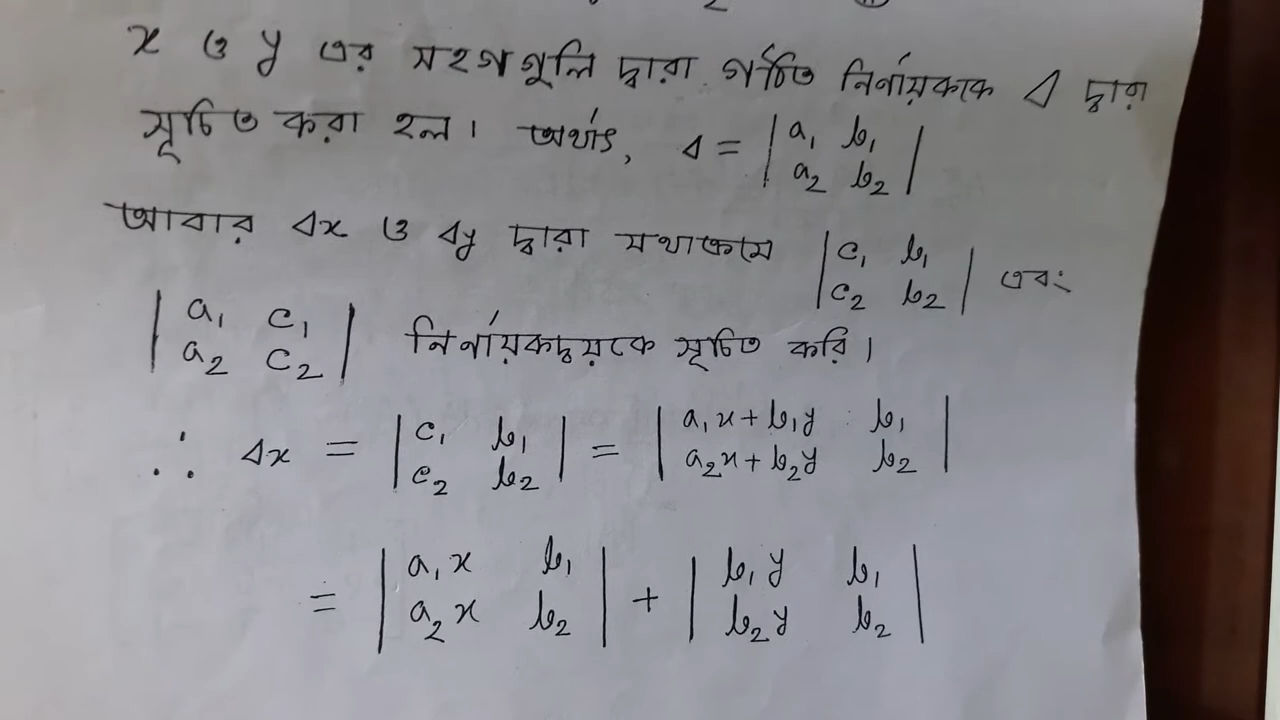 x ও y এর সহগগুলি দ্বারা গঠিত নির্ণায়ককে Δ দ্বারা
সূচিত করা হল। অর্থাৎ, Δ = | a₁ b₁ |
| a₂ b₂ |
আবার Δx ও Δy দ্বারা যথাক্রমে | c₁ b₁ | এবং
| c₂ b₂ |
| a₁ c₁ | নির্ণায়কদ্বয়কে সূচিত করি।
| a₂ c₂ |
∴ Δx = | c₁ b₁ | = | a₁x + b₁y b₁ |
| c₂ b₂ | | a₂x + b₂y b₂ |
= | a₁x b₁ | + | b₁y b₁ |
| a₂x b₂ | | b₂y b₂ |